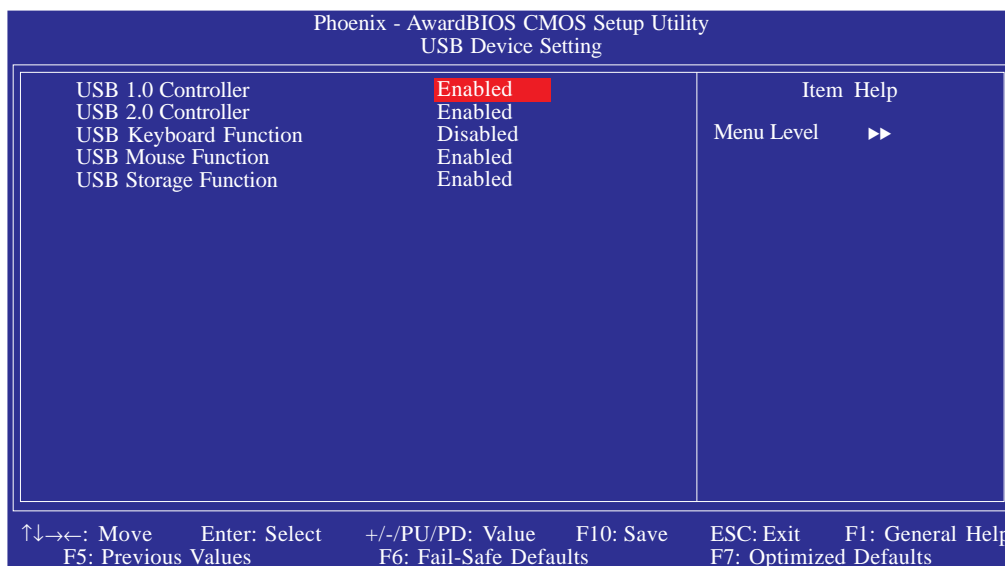 Phoenix - AwardBIOS CMOS Setup Utility
USB Device Setting
USB 1.0 Controller Enabled
USB 2.0 Controller Enabled
USB Keyboard Function Disabled
USB Mouse Function Enabled
USB Storage Function Enabled
Item Help
Menu Level ▸▸
↑↓→←: Move Enter: Select +/-/PU/PD: Value F10: Save ESC: Exit F1: General Help
F5: Previous Values F6: Fail-Safe Defaults F7: Optimized Defaults